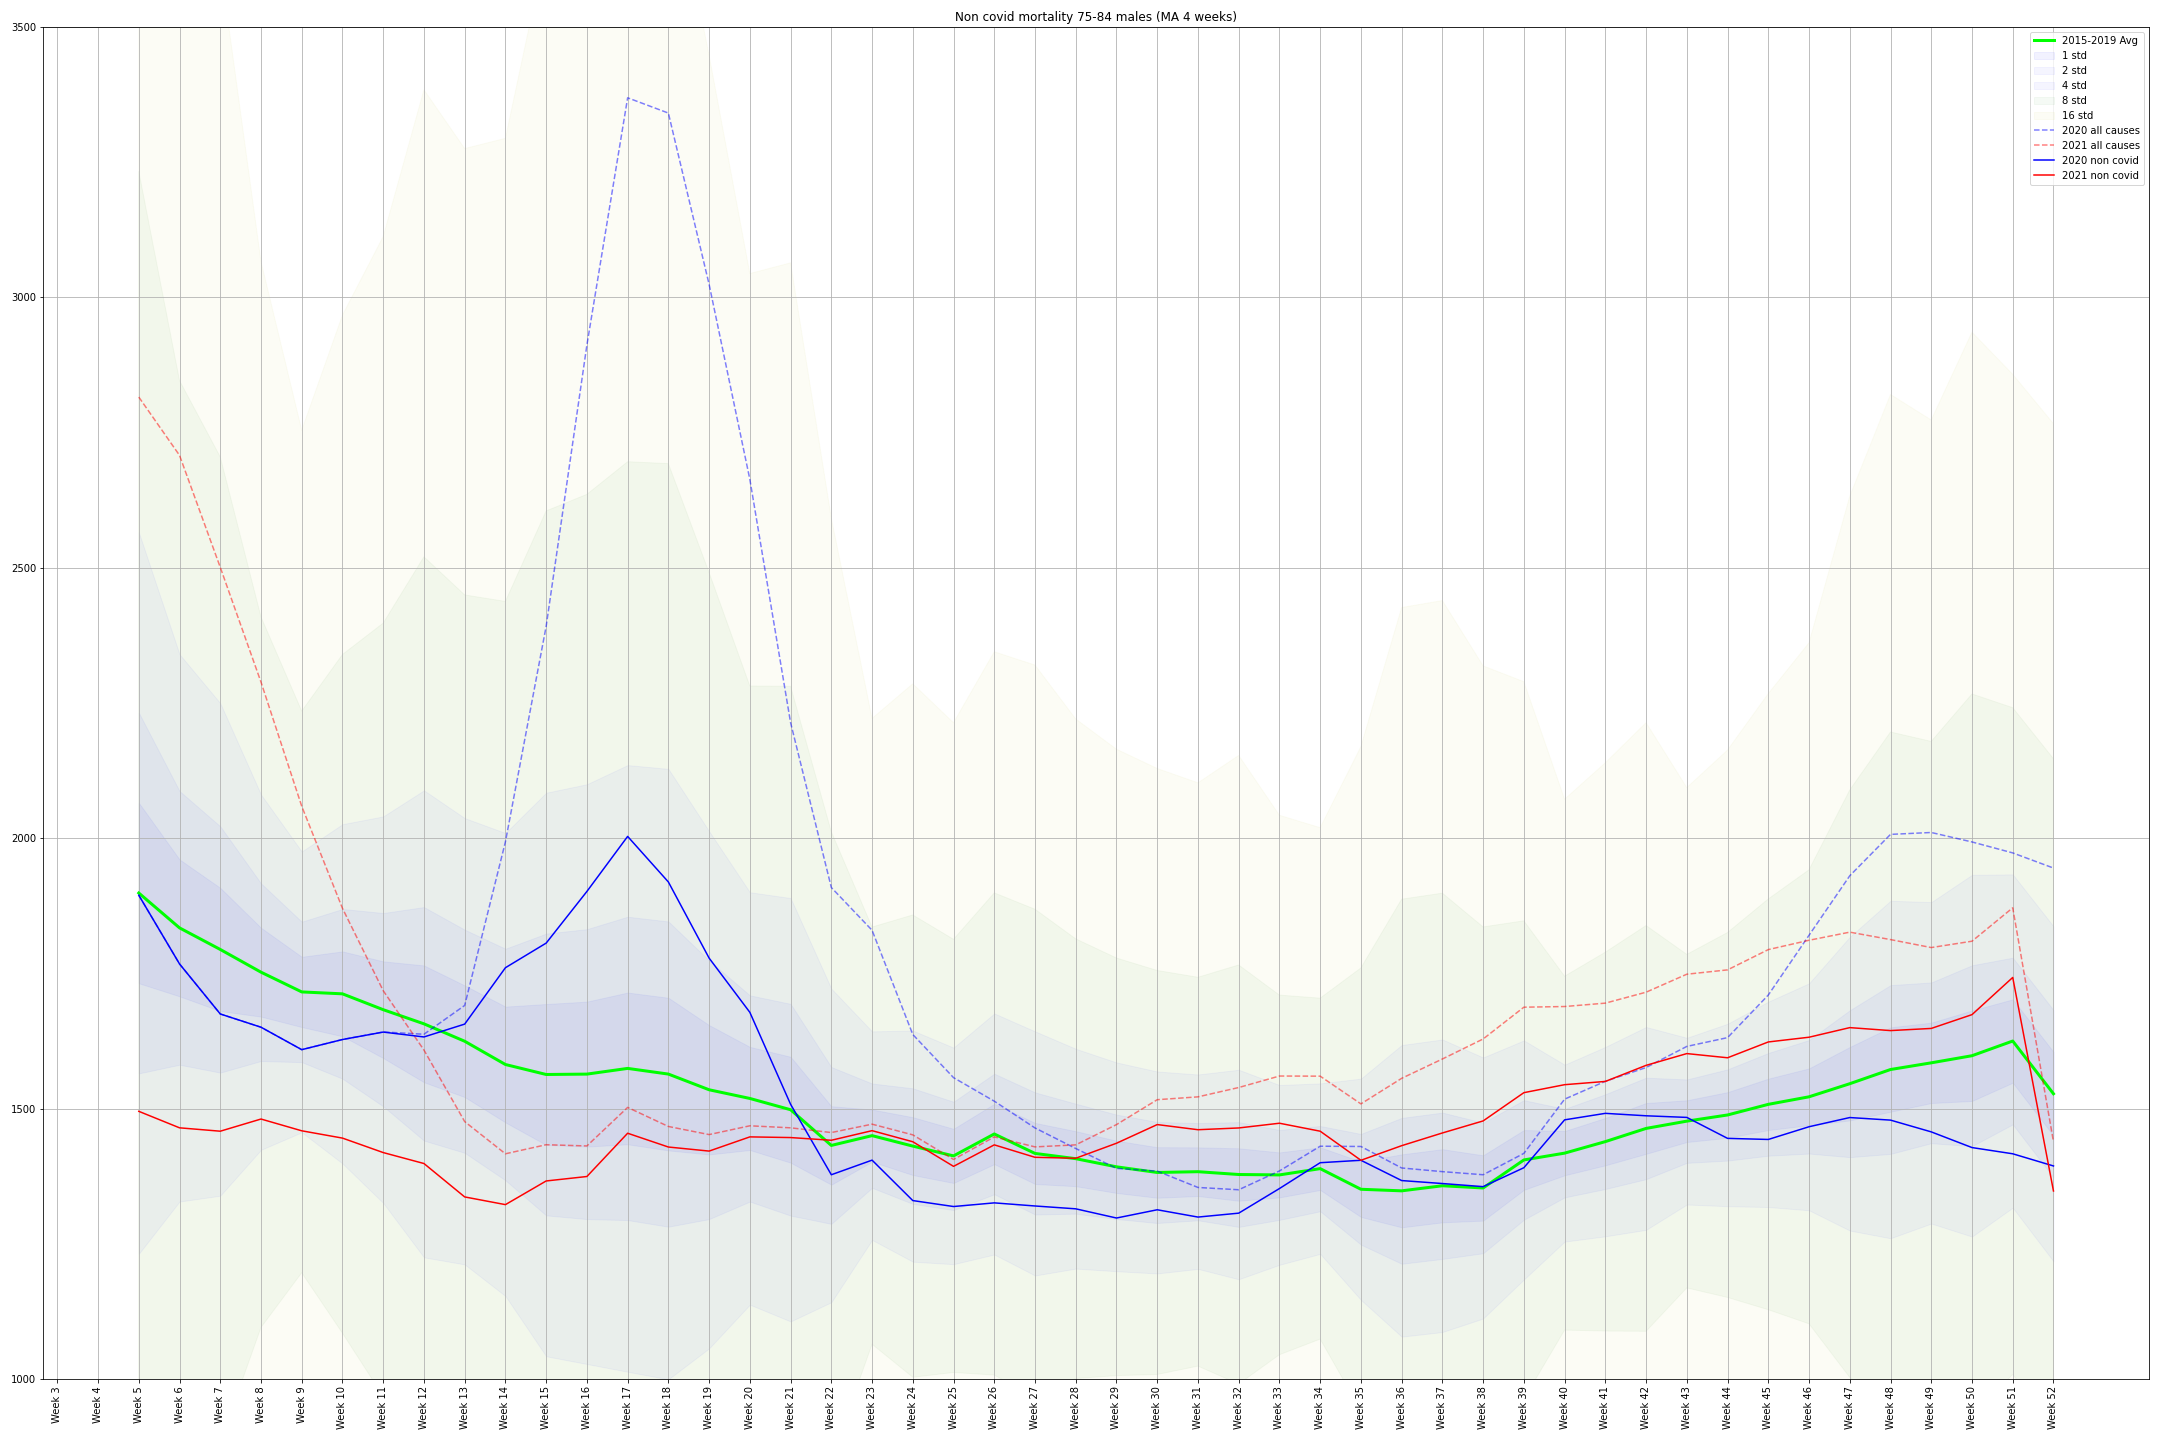 Non covid mortality 75-84 males (MA 4 weeks)
3500
3000
2500
2000
1500
1000
2015-2019 Avg
1 std
2 std
4 std
8 std
16 std
2020 all causes
2021 all causes
2020 non covid
2021 non covid
Week 3
Week 4
Week 5
Week 6
Week 7
Week 8
Week 9
Week 10
Week 11
Week 12
Week 13
Week 14
Week 15
Week 16
Week 17
Week 18
Week 19
Week 20
Week 21
Week 22
Week 23
Week 24
Week 25
Week 26
Week 27
Week 28
Week 29
Week 30
Week 31
Week 32
Week 33
Week 34
Week 35
Week 36
Week 37
Week 38
Week 39
Week 40
Week 41
Week 42
Week 43
Week 44
Week 45
Week 46
Week 47
Week 48
Week 49
Week 50
Week 51
Week 52